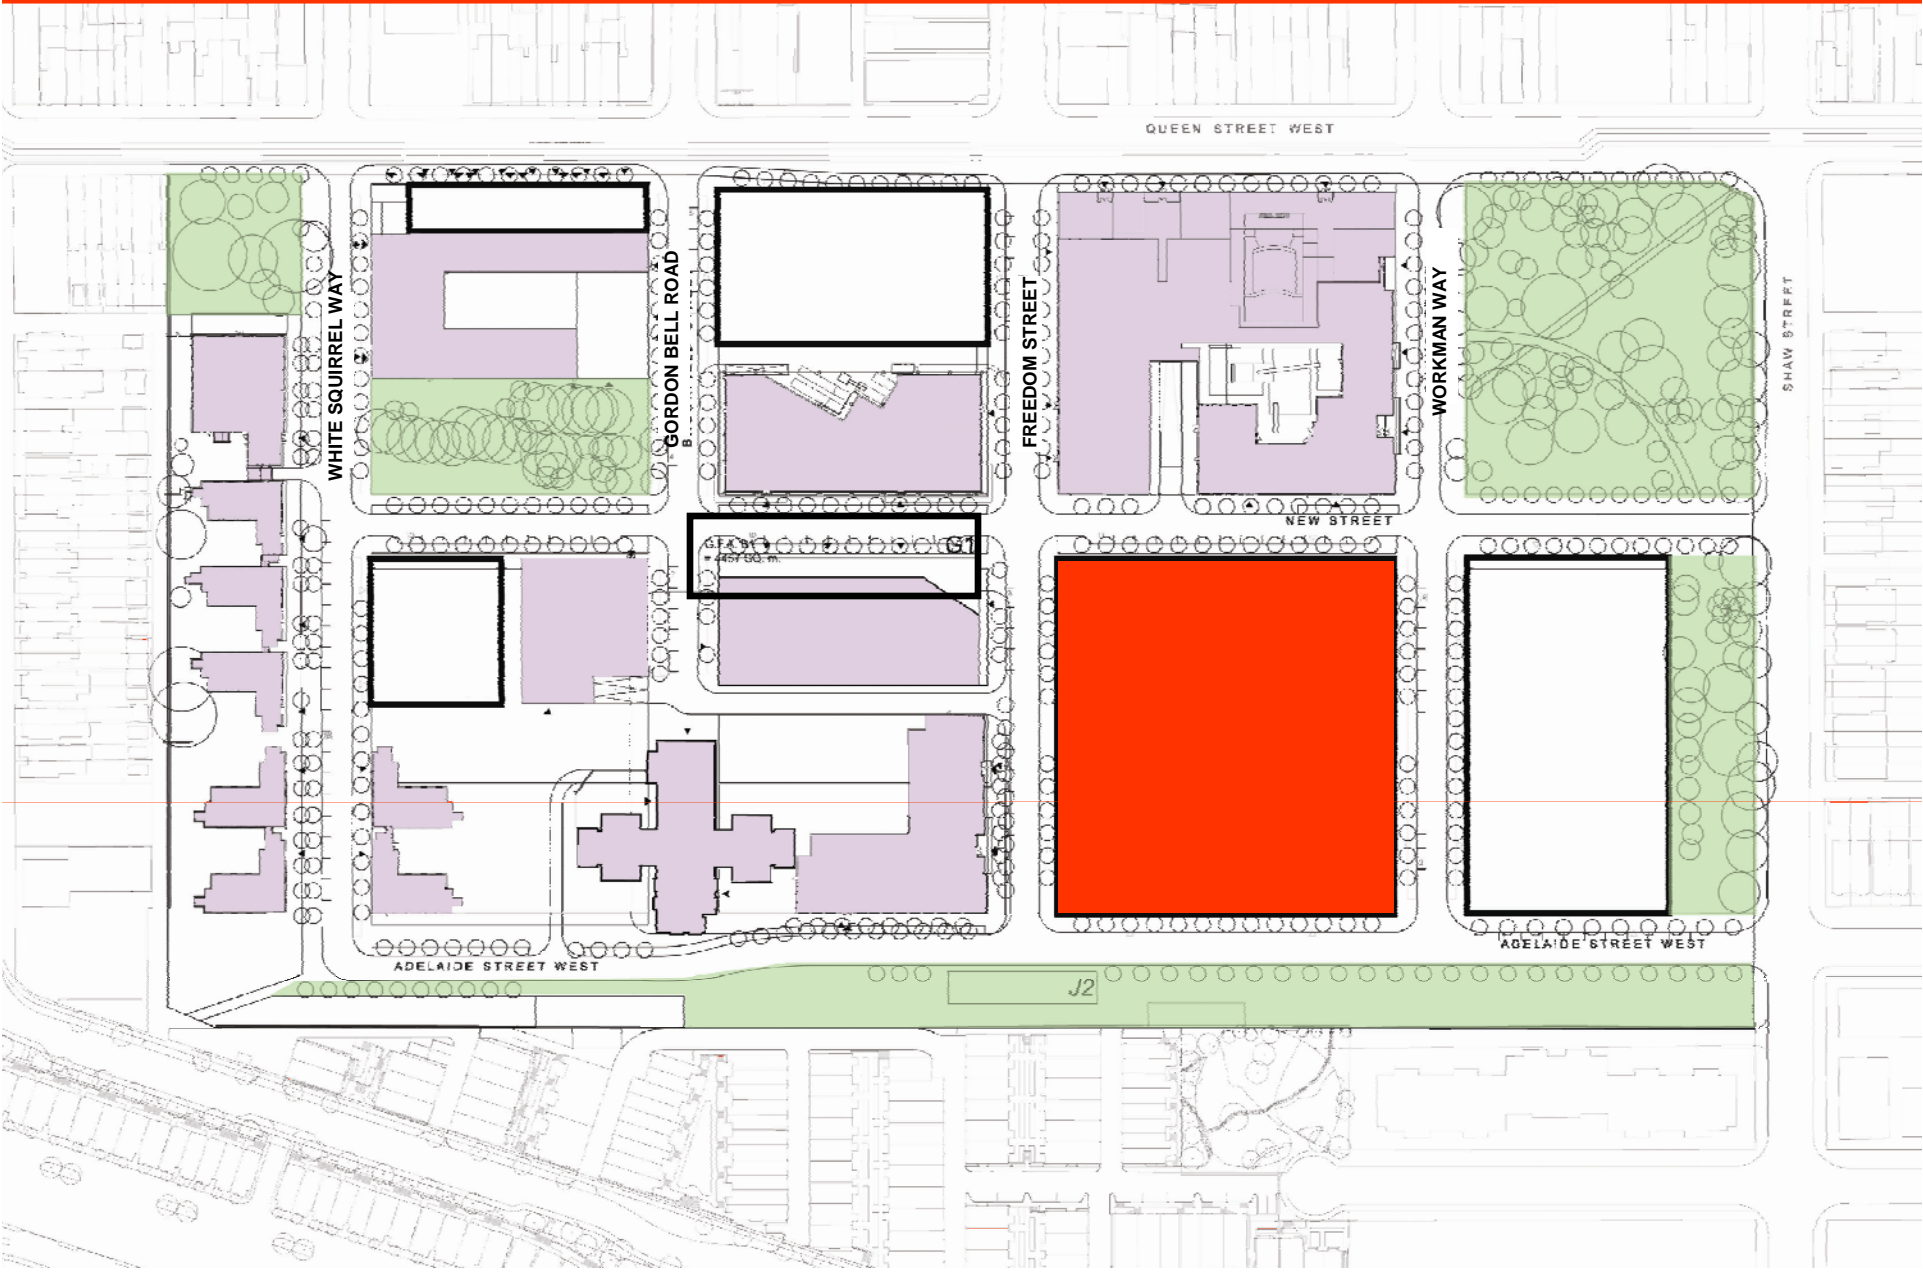 QUEEN STREET WEST
WHITE SQUIRREL WAY
GORDON BELL ROAD
FREEDOM STREET
WORKMAN WAY
SHAW STREET
NEW STREET
G1
ADELAIDE STREET WEST
ADELAIDE STREET WEST
J2